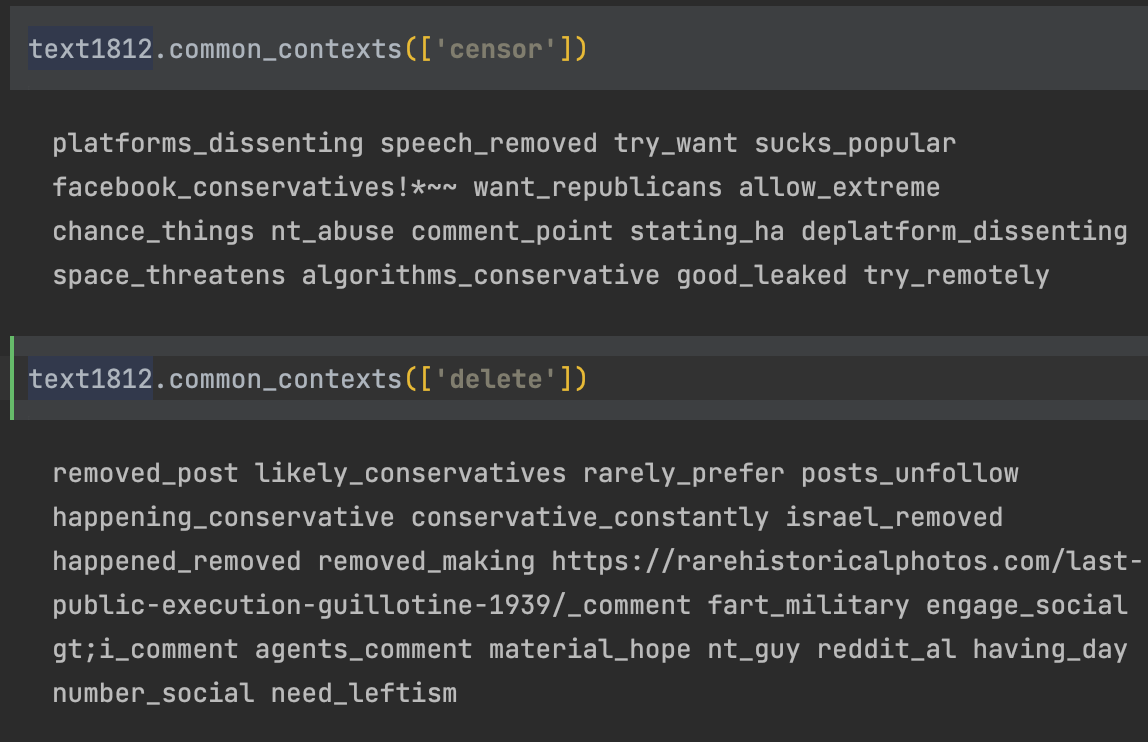 text1812.common_contexts(['censor'])
platforms_dissenting speech_removed try_want sucks_popular
facebook_conservatives!*~~ want_republicans allow_extreme
chance_things nt_abuse comment_point stating_ha deplatform_dissenting
space_threatens algorithms_conservative good_leaked try_remotely
text1812.common_contexts(['delete'])
removed_post likely_conservatives rarely_prefer posts_unfollow
happening_conservative conservative_constantly israel_removed
happened_removed removed_making https://rarehistoricalphotos.com/last-
public-execution-guillotine-1939/_comment fart_military engage_social
gt;i_comment agents_comment material_hope nt_guy reddit_al having_day
number_social need_leftism